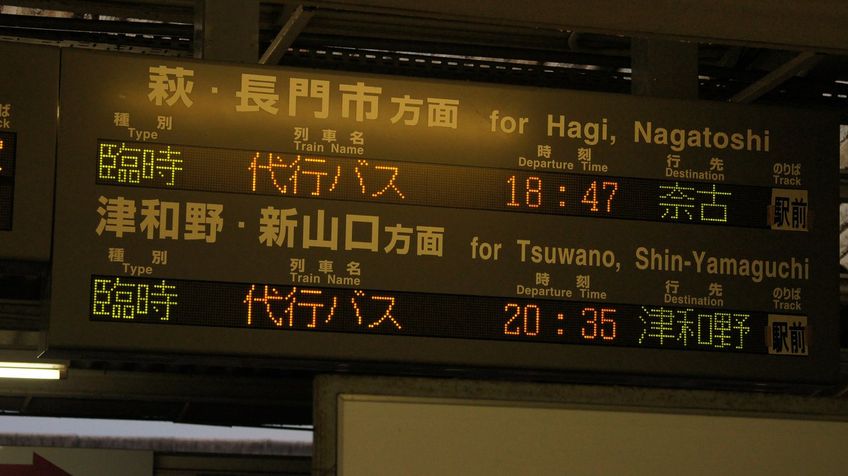 萩・長門市方面 for Hagi, Nagatoshi
種別 列車名 時刻 行先 のりば
Type Train Name Departure Time Destination Track
臨時 代行バス 18:47 奈古 駅前
津和野・新山口方面 for Tsuwano, Shin-Yamaguchi
種別 列車名 時刻 行先 のりば
Type Train Name Departure Time Destination Track
臨時 代行バス 20:35 津和野 駅前